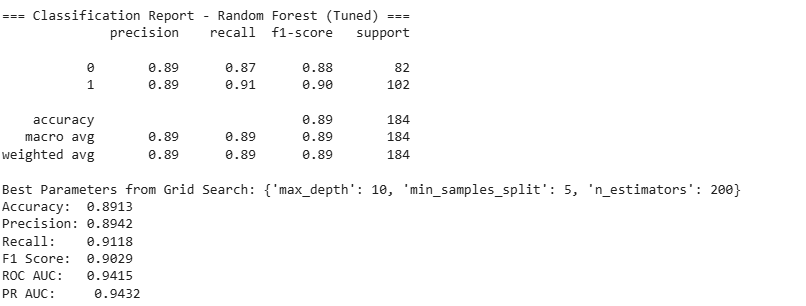 === Classification Report - Random Forest (Tuned) ===
precision recall f1-score support
0 0.89 0.87 0.88 82
1 0.89 0.91 0.90 102
accuracy 0.89 184
macro avg 0.89 0.89 0.89 184
weighted avg 0.89 0.89 0.89 184
Best Parameters from Grid Search: {'max_depth': 10, 'min_samples_split': 5, 'n_estimators': 200}
Accuracy: 0.8913
Precision: 0.8942
Recall: 0.9118
F1 Score: 0.9029
ROC AUC: 0.9415
PR AUC: 0.9432